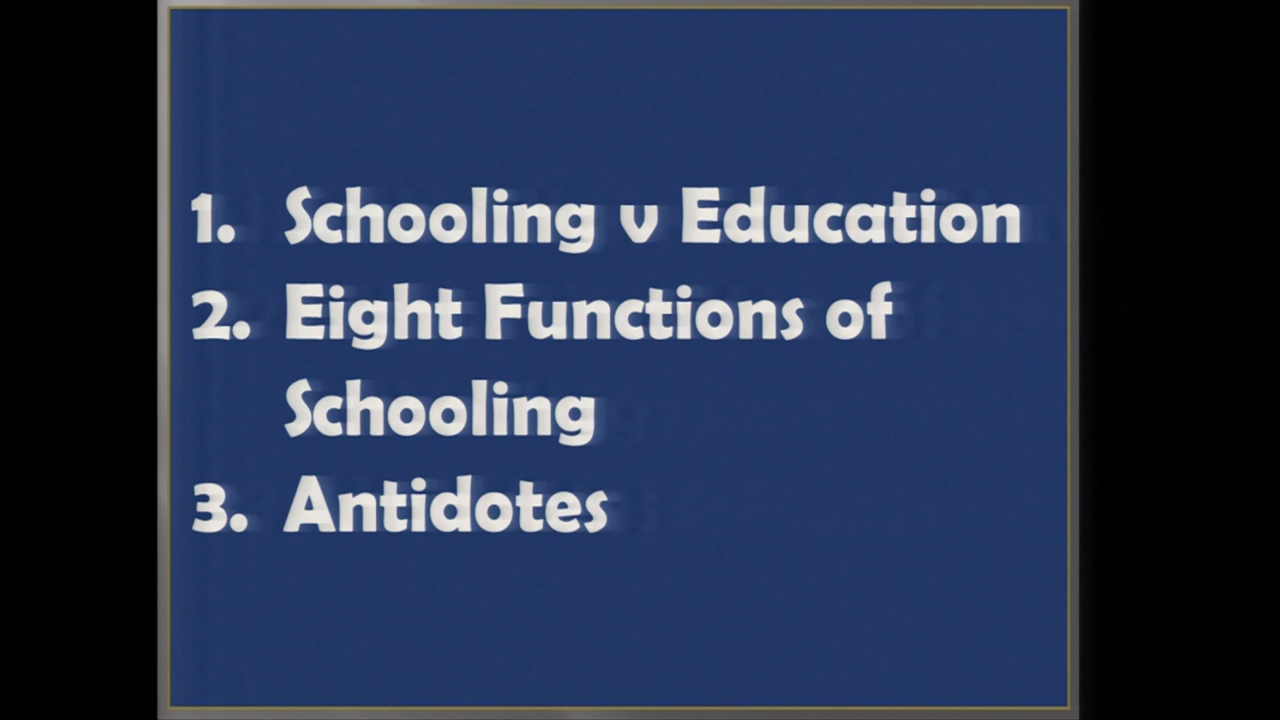 1. Schooling v Education
2. Eight Functions of
Schooling
3. Antidotes